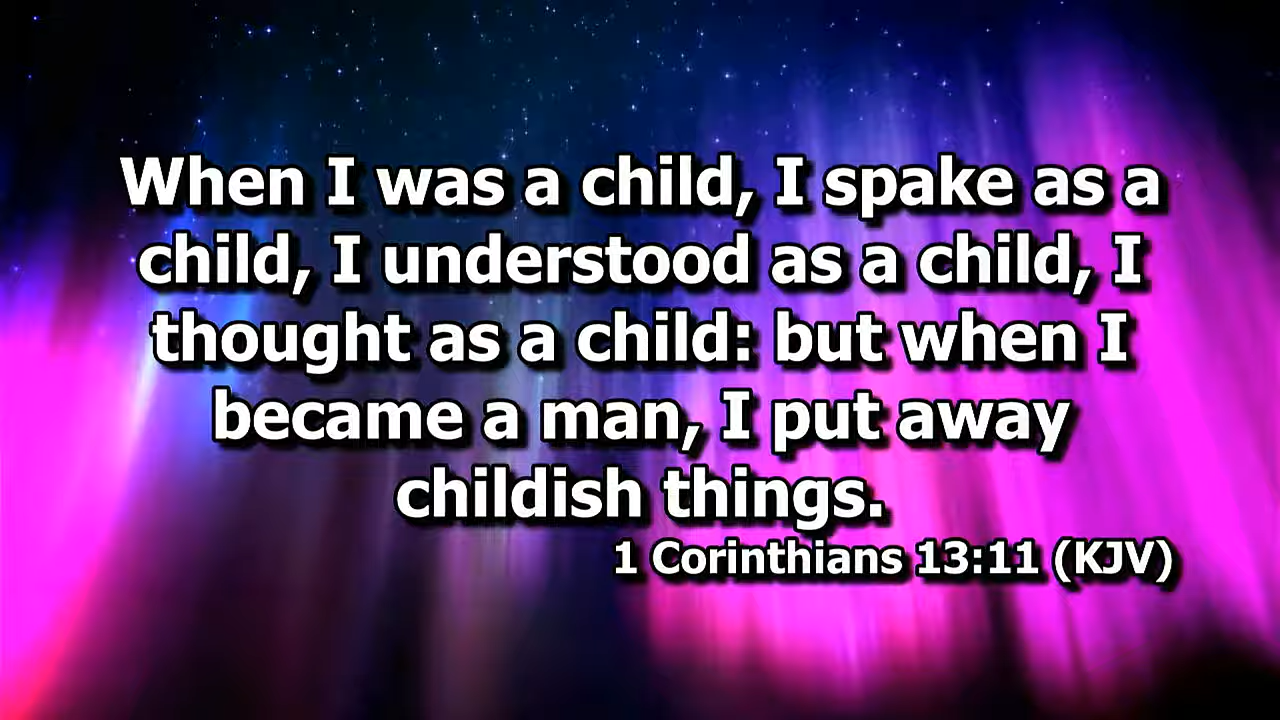 When I was a child, I spake as a
child, I understood as a child, I
thought as a child: but when I
became a man, I put away
childish things.
1 Corinthians 13:11 (KJV)